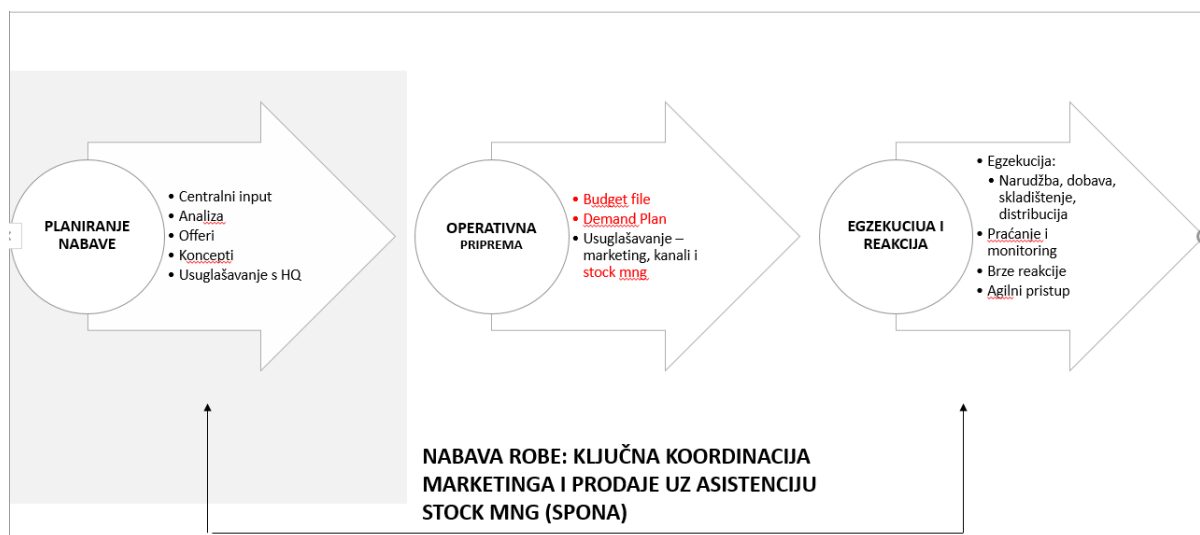 PLANIRANJE
NABAVE
• Centralni input
• Analiza
• Offeri
• Koncepti
• Usuglašavanje s HQ
OPERATIVNA
PRIPREMA
• Budget file
• Demand Plan
• Usuglašavanje –
marketing, kanali i
stock mng
EGZEKUCIUA I
REAKCIJA
• Egzekucija:
• Narudžba, dobava,
skladištenje,
distribucija
• Praćanje i
monitoring
• Brze reakcije
• Agilni pristup
NABAVA ROBE: KLJUČNA KOORDINACIJA
MARKETINGA I PRODAJE UZ ASISTENCIJU
STOCK MNG (SPONA)